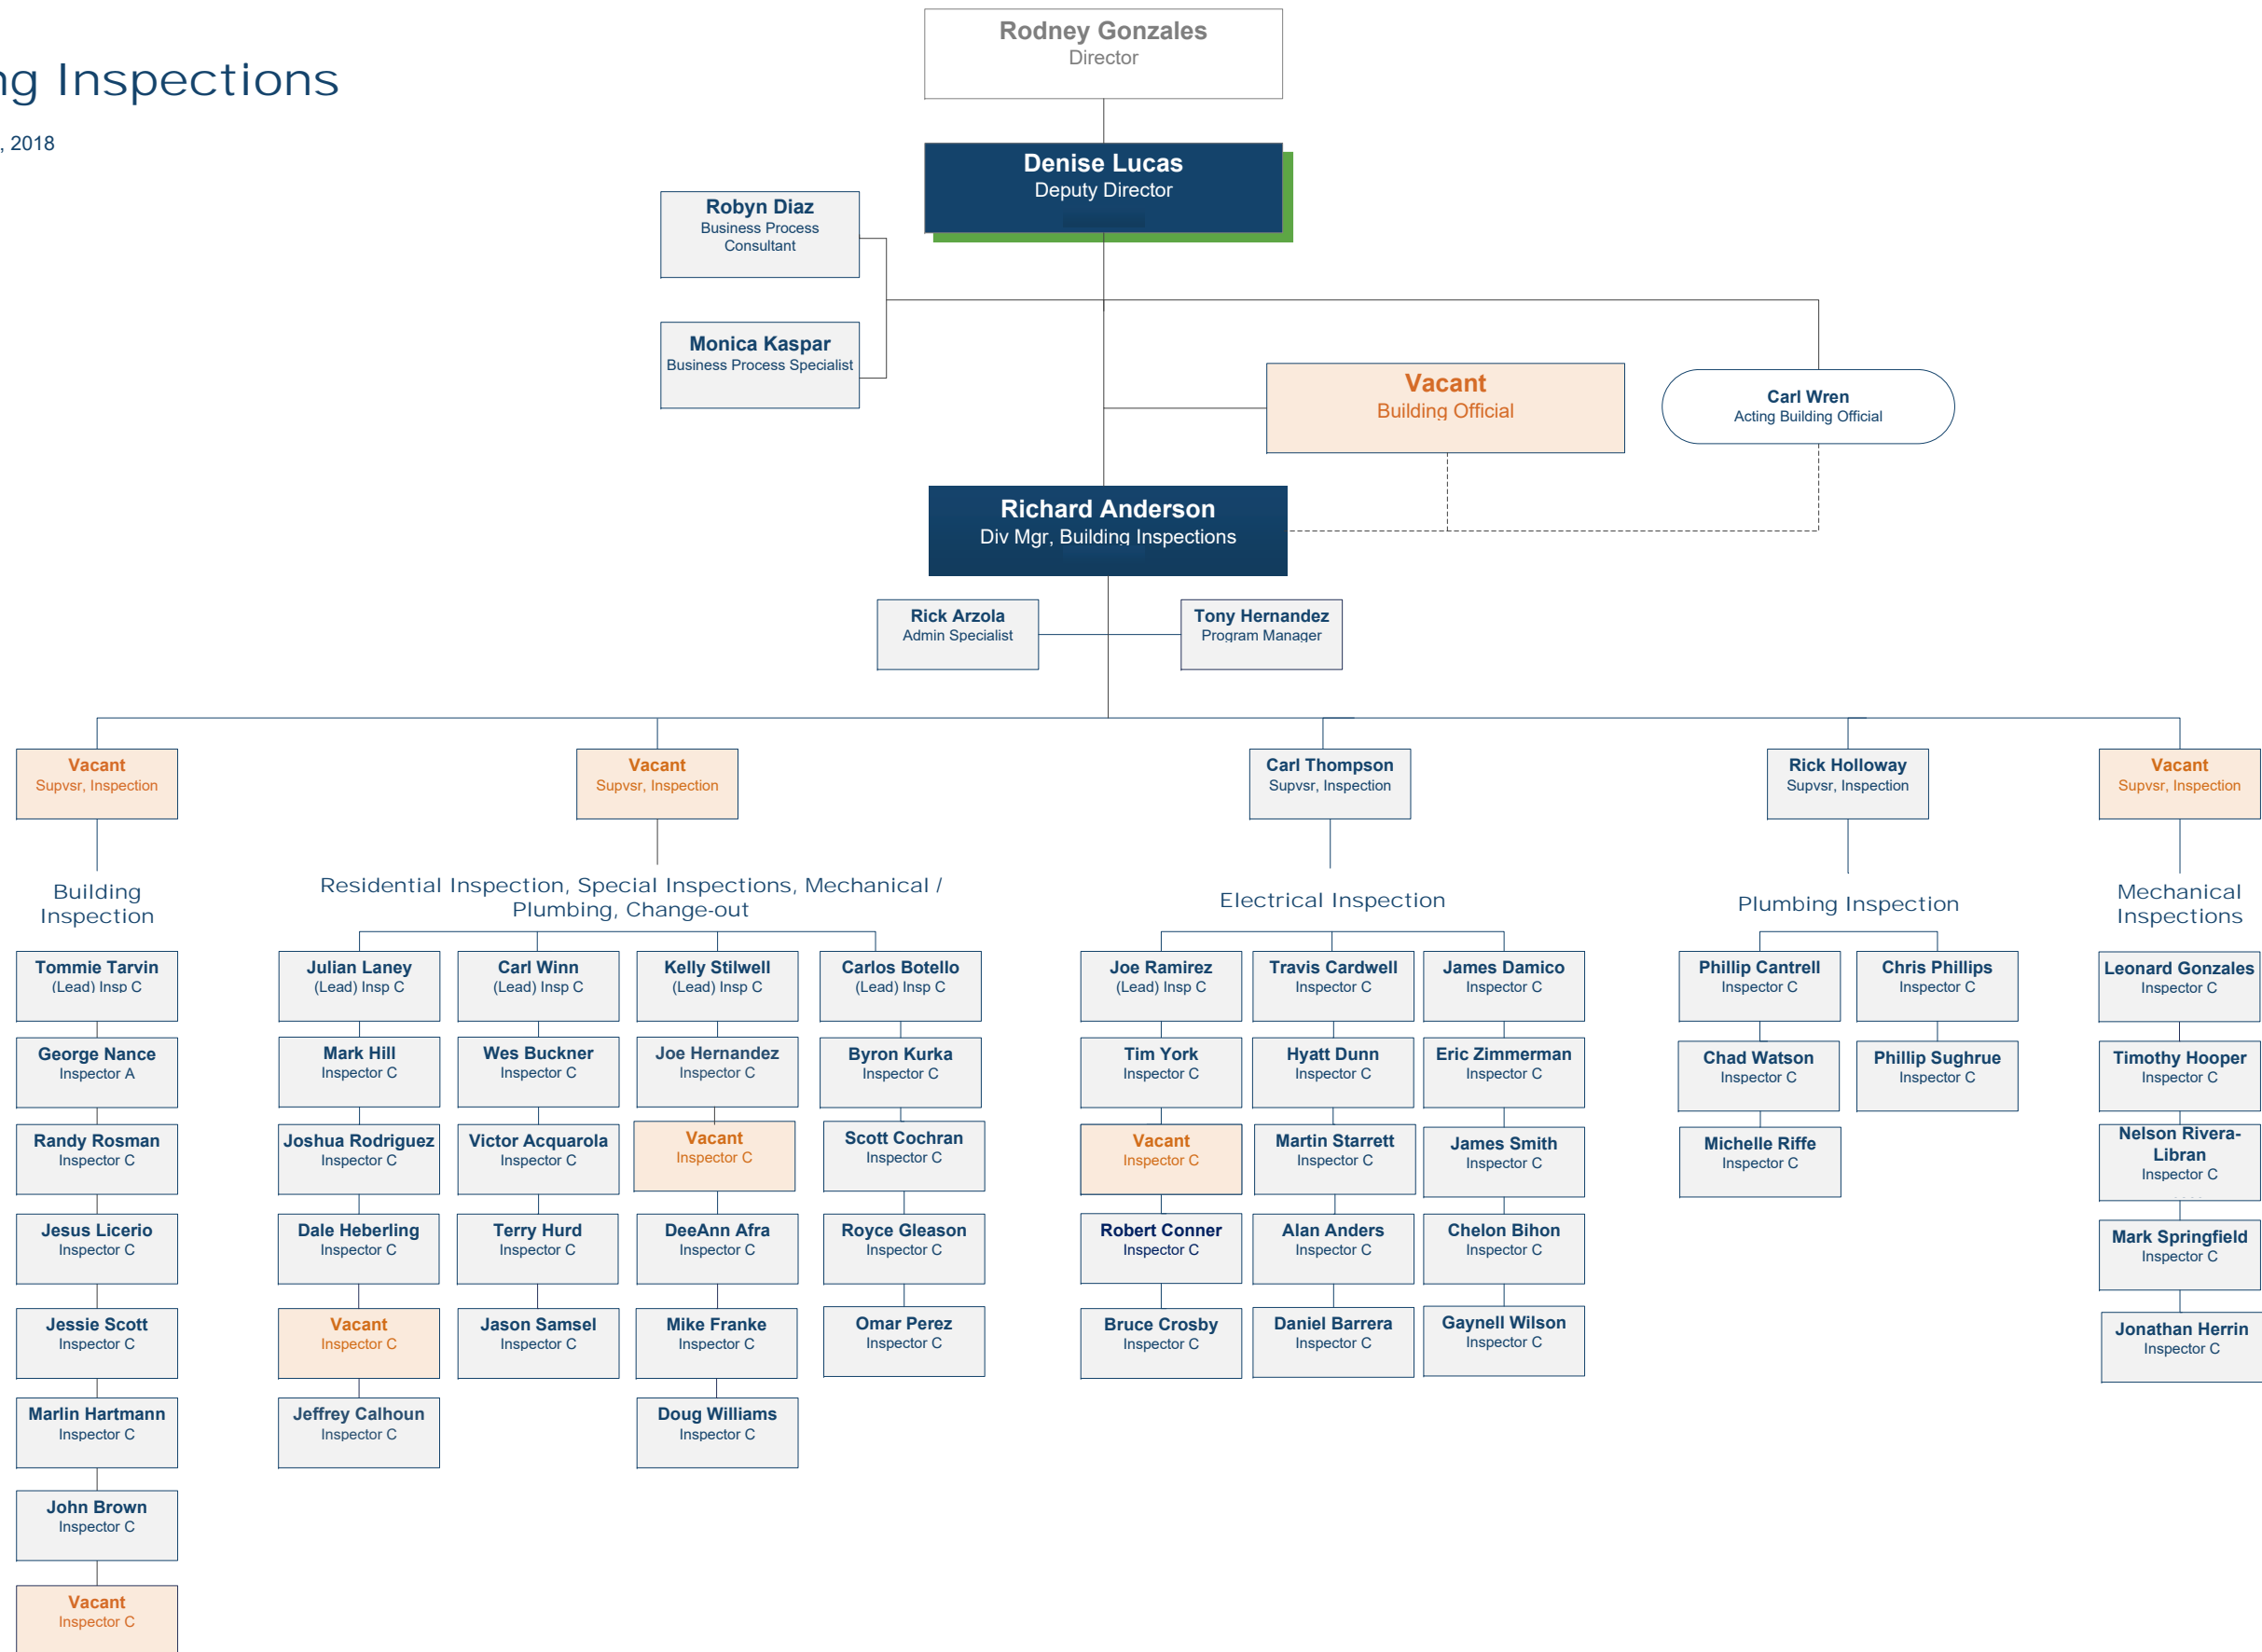 Inspections
, 2018
Rodney Gonzales
Director
Denise Lucas
Deputy Director
Robyn Diaz
Business Process
Consultant
Monica Kaspar
Business Process Specialist
Vacant
Building Official
Carl Wren
Acting Building Official
Richard Anderson
Div Mgr, Building Inspections
Rick Arzola
Admin Specialist
Tony Hernandez
Program Manager
Vacant
Supvsr, Inspection
Vacant
Supvsr, Inspection
Carl Thompson
Supvsr, Inspection
Rick Holloway
Supvsr, Inspection
Vacant
Supvsr, Inspection
Building
Inspection
Tommie Tarvin
(Lead) Insp C
George Nance
Inspector A
Randy Rosman
Inspector C
Jesus Licerio
Inspector C
Jessie Scott
Inspector C
Marlin Hartmann
Inspector C
John Brown
Inspector C
Vacant
Inspector C
Residential Inspection, Special Inspections, Mechanical /
Plumbing, Change-out
Julian Laney
(Lead) Insp C
Mark Hill
Inspector C
Joshua Rodriguez
Inspector C
Dale Heberling
Inspector C
Vacant
Inspector C
Jeffrey Calhoun
Inspector C
Carl Winn
(Lead) Insp C
Wes Buckner
Inspector C
Victor Acquarola
Inspector C
Terry Hurd
Inspector C
Jason Samsel
Inspector C
Kelly Stilwell
(Lead) Insp C
Joe Hernandez
Inspector C
Vacant
Inspector C
DeeAnn Afra
Inspector C
Mike Franke
Inspector C
Doug Williams
Inspector C
Carlos Botello
(Lead) Insp C
Byron Kurka
Inspector C
Scott Cochran
Inspector C
Royce Gleason
Inspector C
Omar Perez
Inspector C
Electrical Inspection
Joe Ramirez
(Lead) Insp C
Tim York
Inspector C
Vacant
Inspector C
Robert Conner
Inspector C
Bruce Crosby
Inspector C
Travis Cardwell
Inspector C
Hyatt Dunn
Inspector C
Martin Starrett
Inspector C
Alan Anders
Inspector C
Daniel Barrera
Inspector C
James Damico
Inspector C
Eric Zimmerman
Inspector C
James Smith
Inspector C
Chelon Bihon
Inspector C
Gaynell Wilson
Inspector C
Plumbing Inspection
Phillip Cantrell
Inspector C
Chad Watson
Inspector C
Michelle Riffe
Inspector C
Chris Phillips
Inspector C
Phillip Sughrue
Inspector C
Mechanical
Inspections
Leonard Gonzales
Inspector C
Timothy Hooper
Inspector C
Nelson Rivera-
Libran
Inspector C
Mark Springfield
Inspector C
Jonathan Herrin
Inspector C